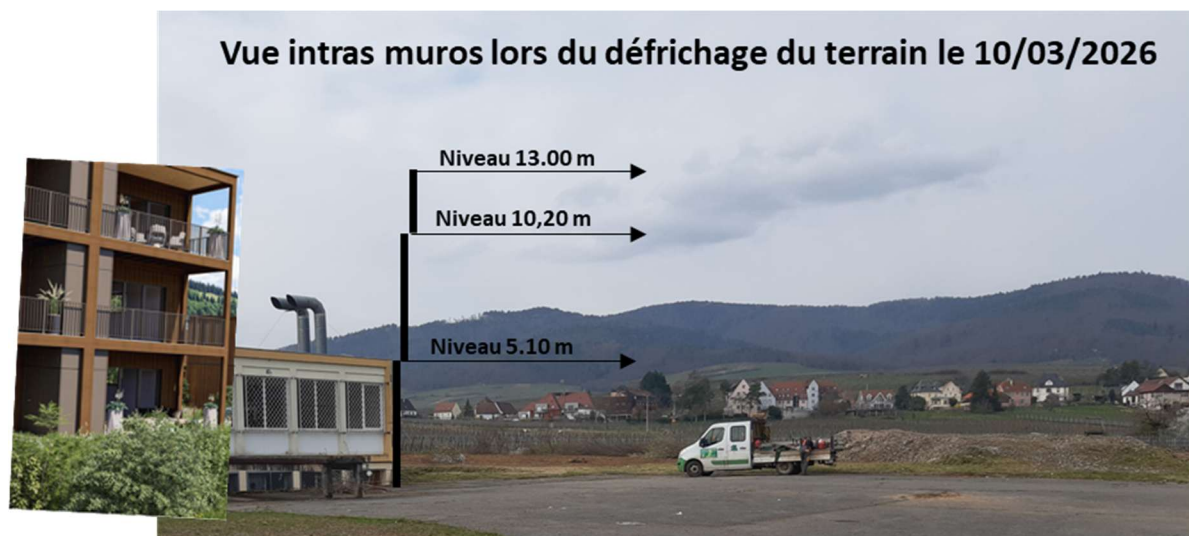 Vue intras muros lors du défrichage du terrain le 10/03/2026
Niveau 13.00 m
Niveau 10,20 m
Niveau 5.10 m